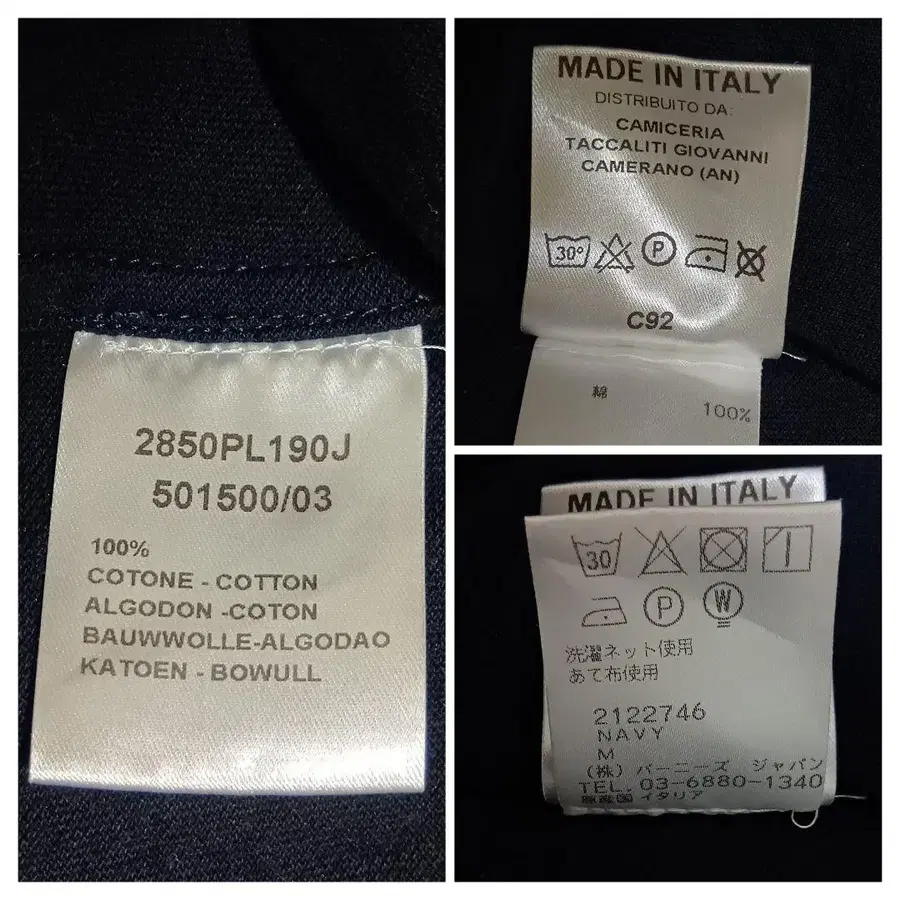 2850PL190J
501500/03
100%
COTONE - COTTON
ALGODON -COTON
BAUWWOLLE-ALGODAO
KATOEN - BOWULL
MADE IN ITALY
DISTRIBUITO DA:
CAMICERIA
TACCALITI GIOVANNI
CAMERANO (AN)
30° P
C92
綿 100%
MADE IN ITALY
30
P W
洗濯ネット使用
あて布使用
2122746
NAVY
M
(株) バーニーズ ジャパン
TEL. 03-6880-1340
イタリア